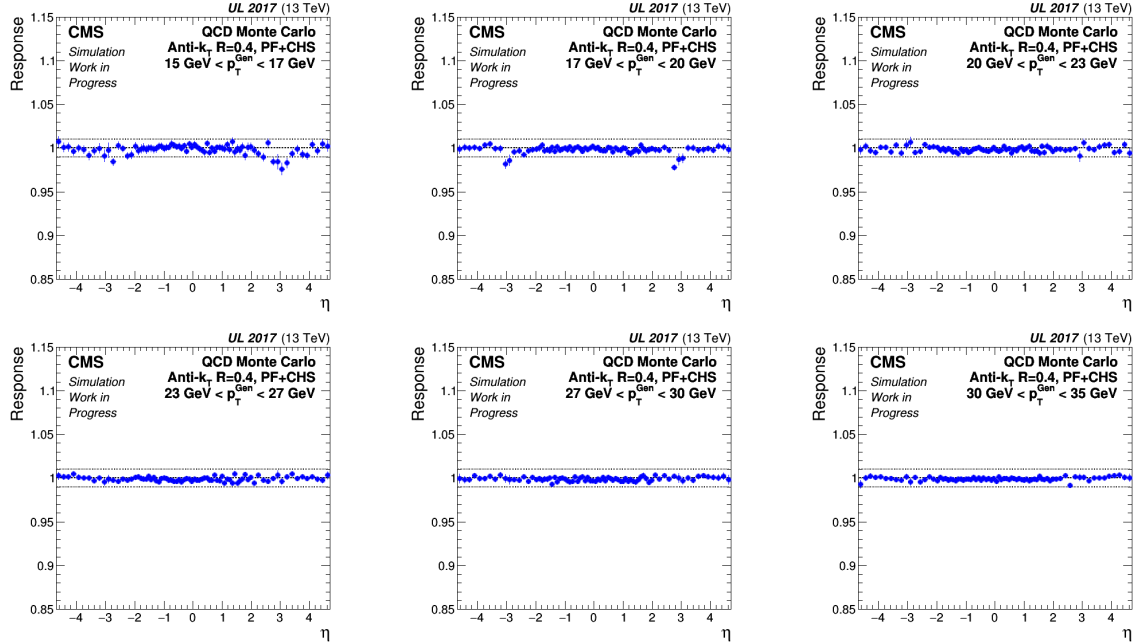 UL 2017 (13 TeV)
Response
1.15
1.1
1.05
1
0.95
0.9
0.85
CMS
Simulation
Work in
Progress
QCD Monte Carlo
Anti-kT R=0.4, PF+CHS
15 GeV < pTGen < 17 GeV
−4 −3 −2 −1 0 1 2 3 4
η
UL 2017 (13 TeV)
Response
1.15
1.1
1.05
1
0.95
0.9
0.85
CMS
Simulation
Work in
Progress
QCD Monte Carlo
Anti-kT R=0.4, PF+CHS
17 GeV < pTGen < 20 GeV
−4 −3 −2 −1 0 1 2 3 4
η
UL 2017 (13 TeV)
Response
1.15
1.1
1.05
1
0.95
0.9
0.85
CMS
Simulation
Work in
Progress
QCD Monte Carlo
Anti-kT R=0.4, PF+CHS
20 GeV < pTGen < 23 GeV
−4 −3 −2 −1 0 1 2 3 4
η
UL 2017 (13 TeV)
Response
1.15
1.1
1.05
1
0.95
0.9
0.85
CMS
Simulation
Work in
Progress
QCD Monte Carlo
Anti-kT R=0.4, PF+CHS
23 GeV < pTGen < 27 GeV
−4 −3 −2 −1 0 1 2 3 4
η
UL 2017 (13 TeV)
Response
1.15
1.1
1.05
1
0.95
0.9
0.85
CMS
Simulation
Work in
Progress
QCD Monte Carlo
Anti-kT R=0.4, PF+CHS
27 GeV < pTGen < 30 GeV
−4 −3 −2 −1 0 1 2 3 4
η
UL 2017 (13 TeV)
Response
1.15
1.1
1.05
1
0.95
0.9
0.85
CMS
Simulation
Work in
Progress
QCD Monte Carlo
Anti-kT R=0.4, PF+CHS
30 GeV < pTGen < 35 GeV
−4 −3 −2 −1 0 1 2 3 4
η